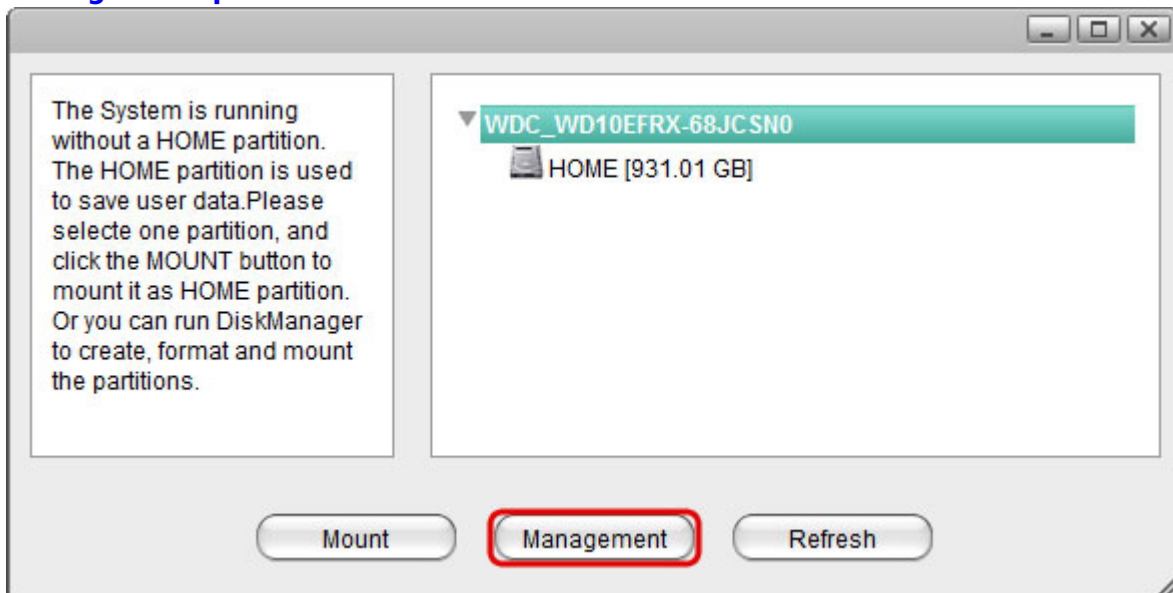 The System is running
without a HOME partition.
The HOME partition is used
to save user data.Please
selecte one partition, and
click the MOUNT button to
mount it as HOME partition.
Or you can run DiskManager
to create, format and mount
the partitions.
WDC_WD10EFRX-68JCSN0
HOME [931.01 GB]
Mount
Management
Refresh